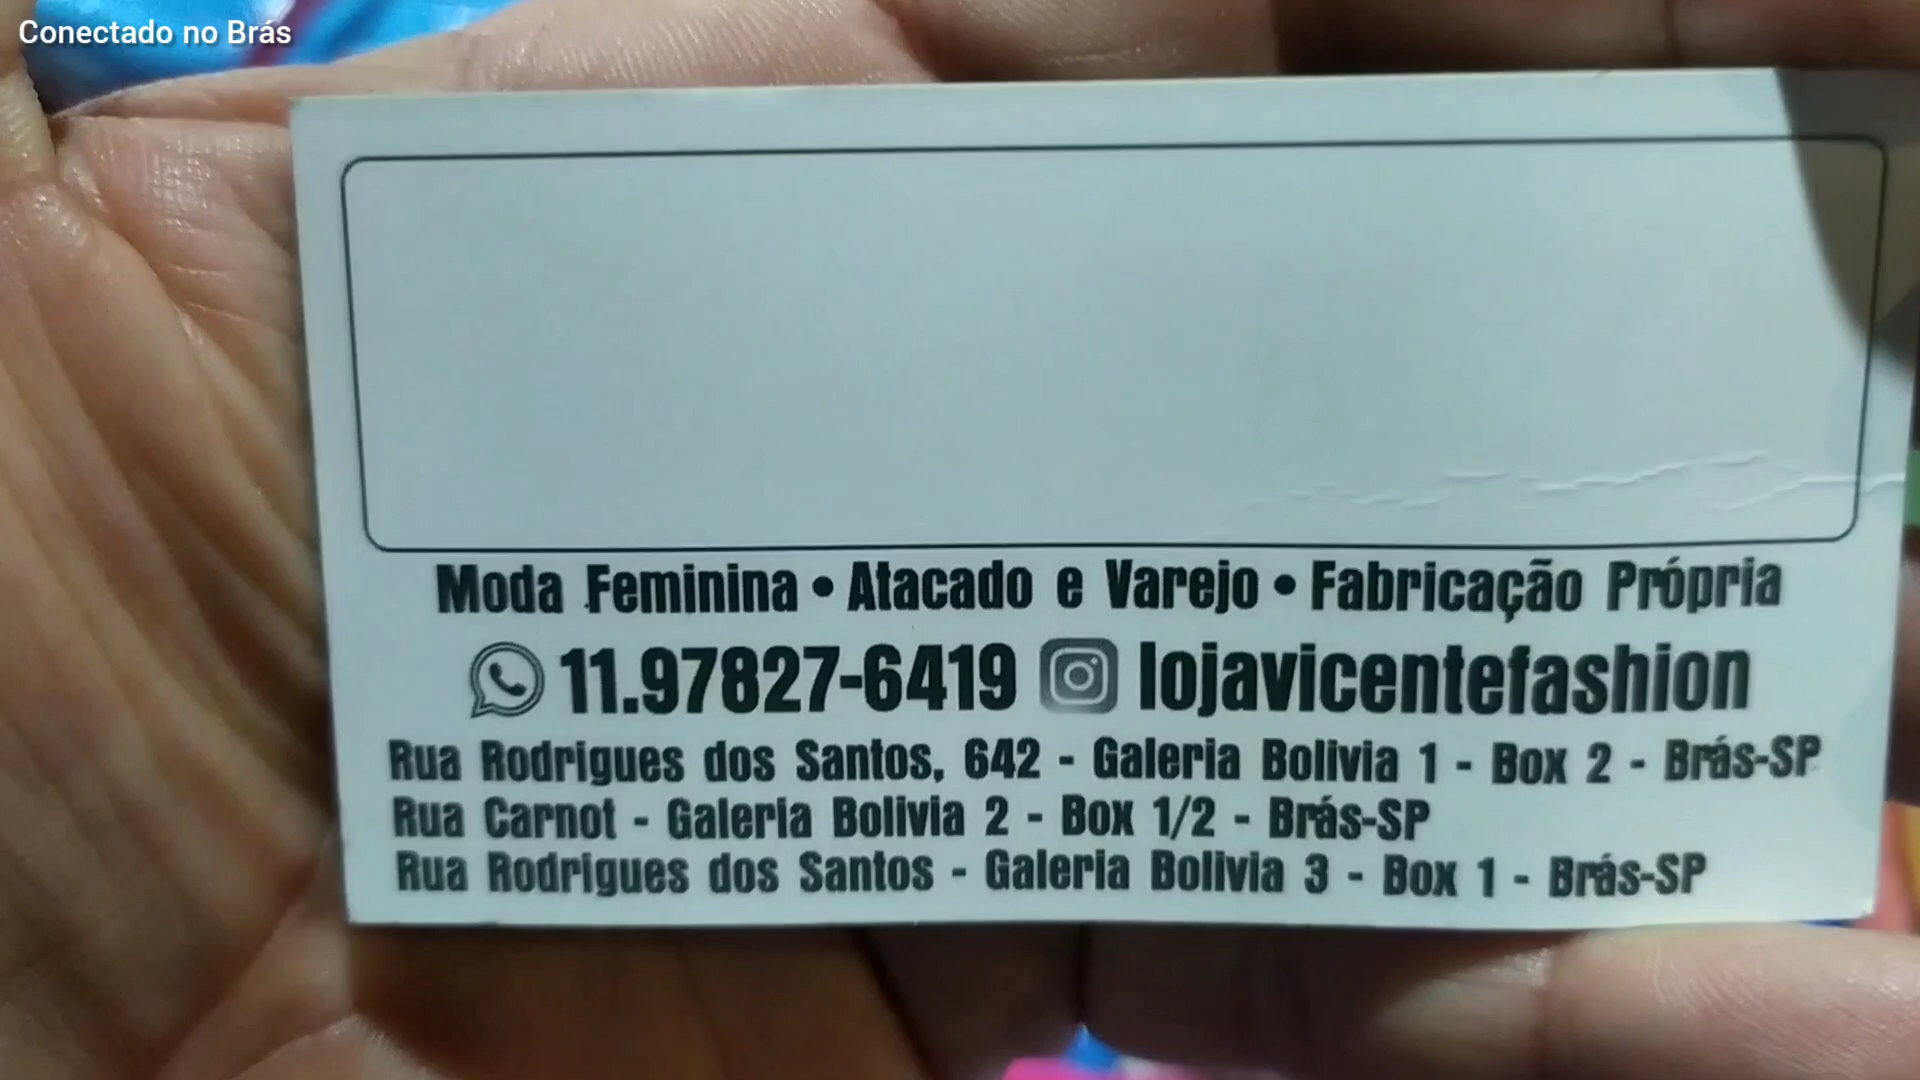 Conectado no Brás
Moda Feminina • Atacado e Varejo • Fabricação Própria
11.97827-6419 lojavicentefashion
Rua Rodrigues dos Santos, 642 - Galeria Bolivia 1 - Box 2 - Brás-SP
Rua Carnot - Galeria Bolivia 2 - Box 1/2 - Brás-SP
Rua Rodrigues dos Santos - Galeria Bolivia 3 - Box 1 - Brás-SP